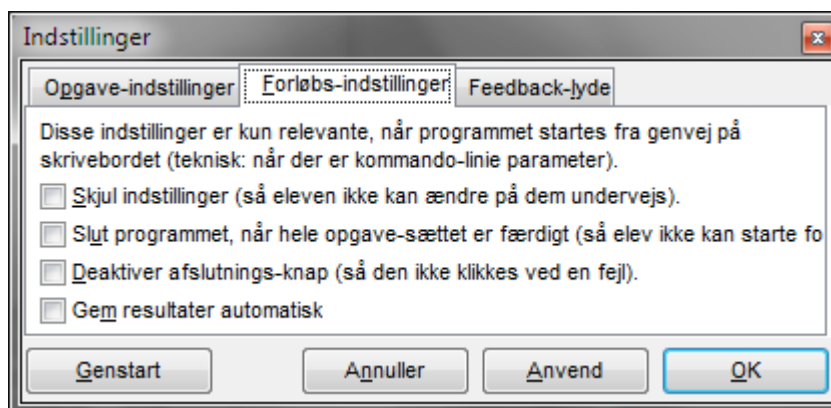 Indstillinger
Opgave-indstillinger Forløbs-indstillinger Feedback-lyde
Disse indstillinger er kun relevante, når programmet startes fra genvej på
skrivebordet (teknisk: når der er kommando-linie parameter).
Skjul indstillinger (så eleven ikke kan ændre på dem undervejs).
Slut programmet, når hele opgave-sættet er færdigt (så elev ikke kan starte fo
Deaktiver afslutnings-knap (så den ikke klikkes ved en fejl).
Gem resultater automatisk
Genstart Annuller Anvend OK